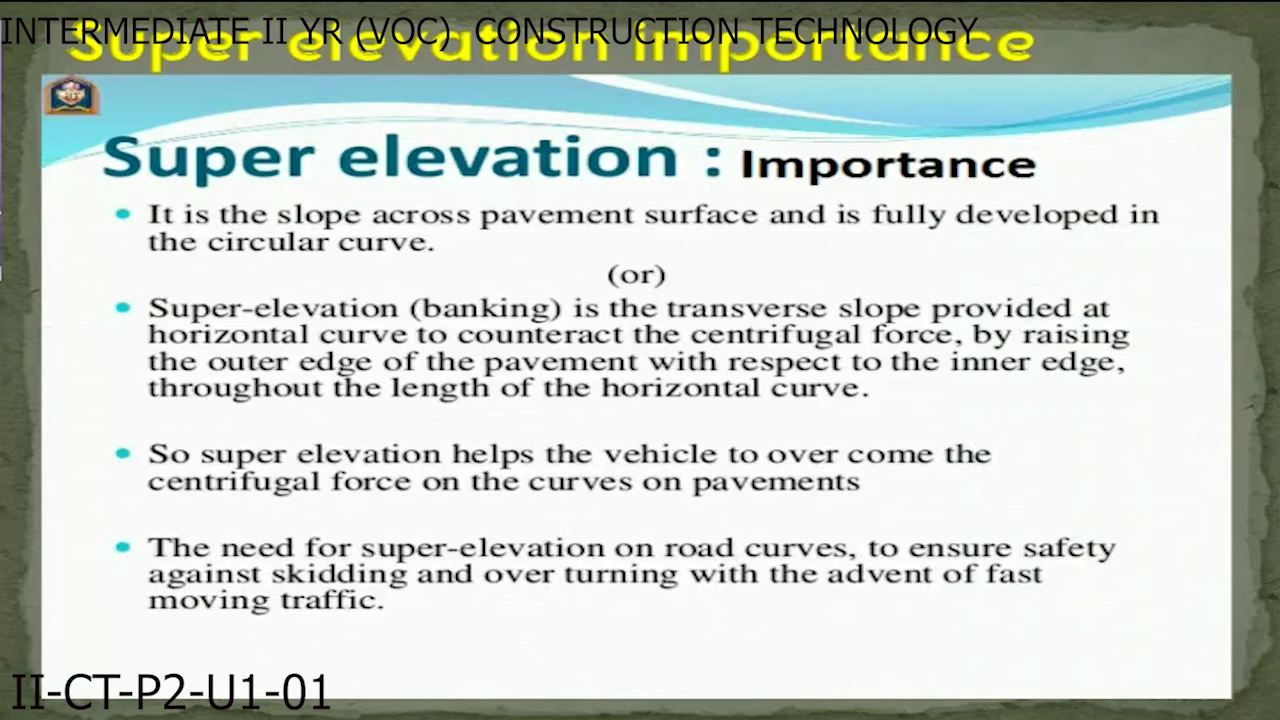 INTERMEDIATE II YR (VOC) CONSTRUCTION TECHNOLOGY
Super elevation importance
Super elevation : Importance
• It is the slope across pavement surface and is fully developed in
the circular curve.
(or)
• Super-elevation (banking) is the transverse slope provided at
horizontal curve to counteract the centrifugal force, by raising
the outer edge of the pavement with respect to the inner edge,
throughout the length of the horizontal curve.
• So super elevation helps the vehicle to over come the
centrifugal force on the curves on pavements
• The need for super-elevation on road curves, to ensure safety
against skidding and over turning with the advent of fast
moving traffic.
II-CT-P2-U1-01